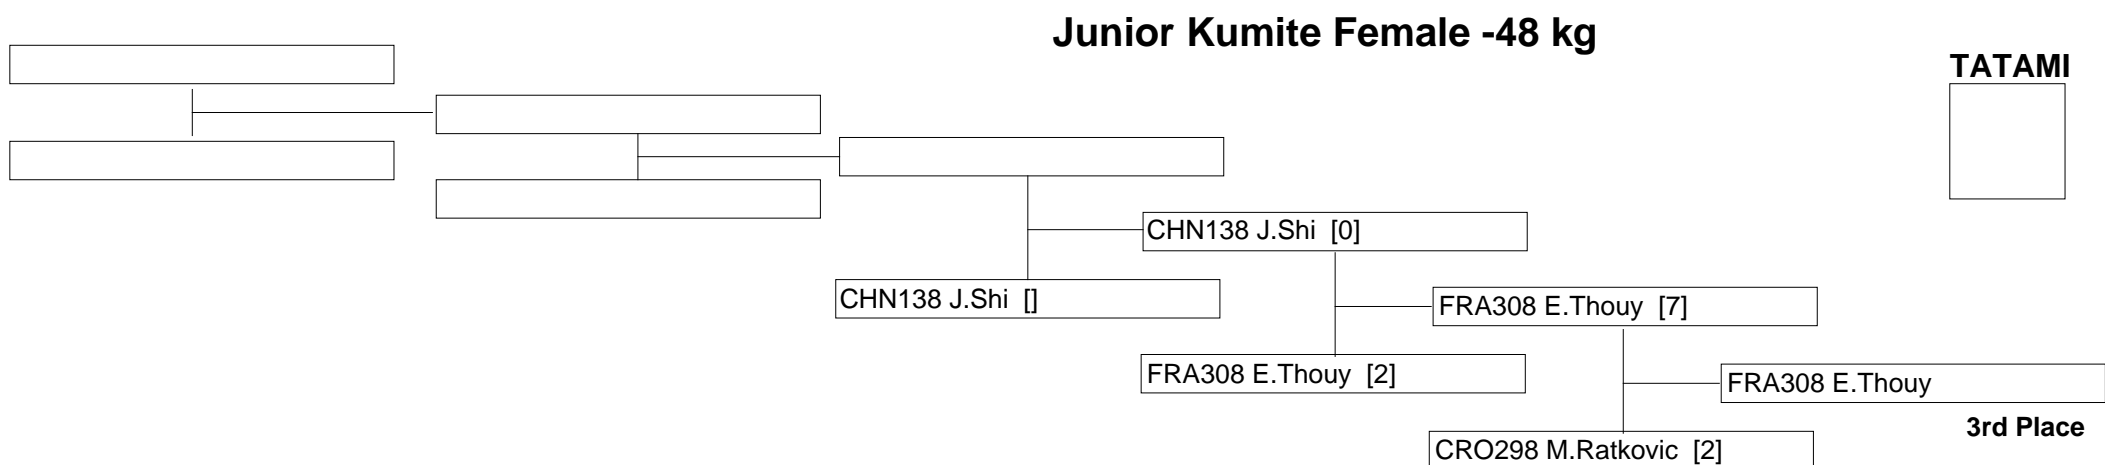 Junior Kumite Female -48 kg
TATAMI
CHN138 J.Shi [0]
CHN138 J.Shi []
FRA308 E.Thouy [7]
FRA308 E.Thouy [2]
FRA308 E.Thouy
3rd Place
CRO298 M.Ratkovic [2]